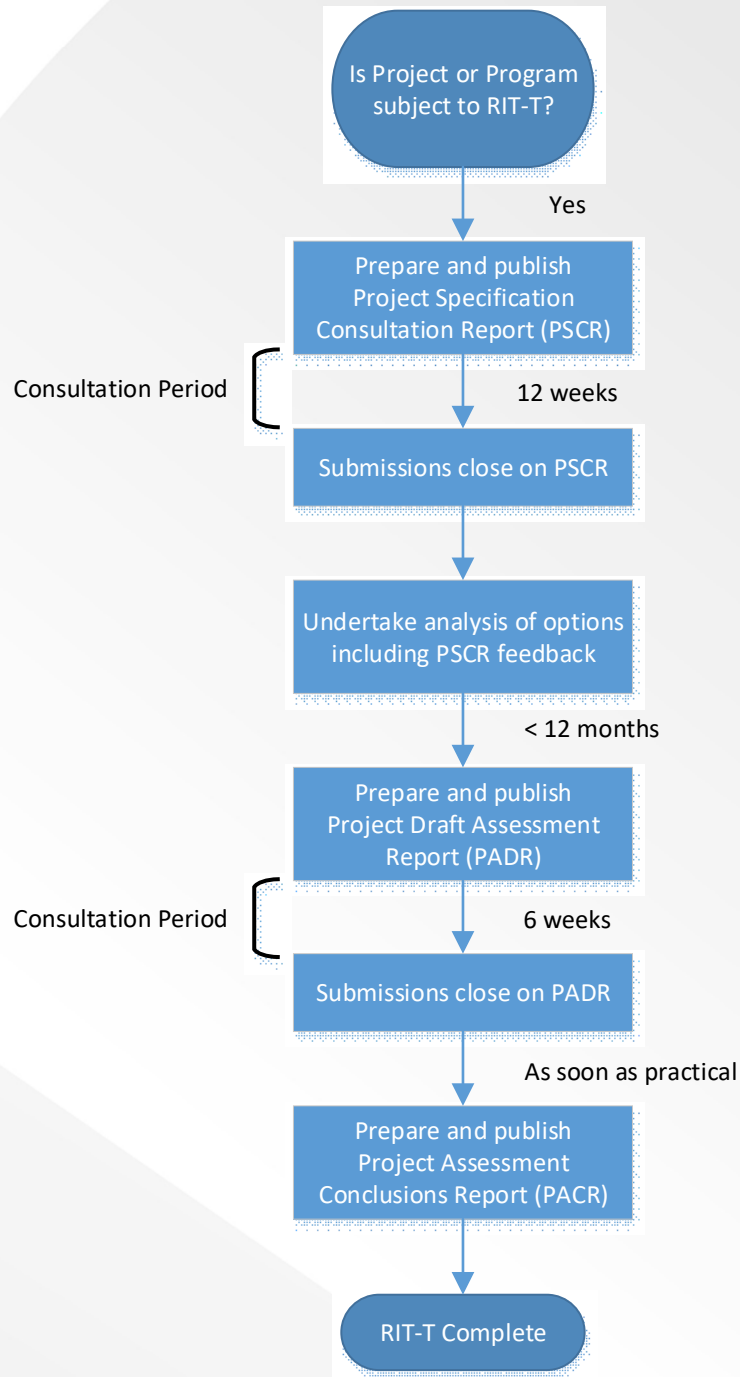 Is Project or Program
subject to RIT-T?
Yes
Prepare and publish
Project Specification
Consultation Report (PSCR)
Consultation Period
12 weeks
Submissions close on PSCR
Undertake analysis of options
including PSCR feedback
< 12 months
Prepare and publish
Project Draft Assessment
Report (PADR)
Consultation Period
6 weeks
Submissions close on PADR
As soon as practical
Prepare and publish
Project Assessment
Conclusions Report (PACR)
RIT-T Complete